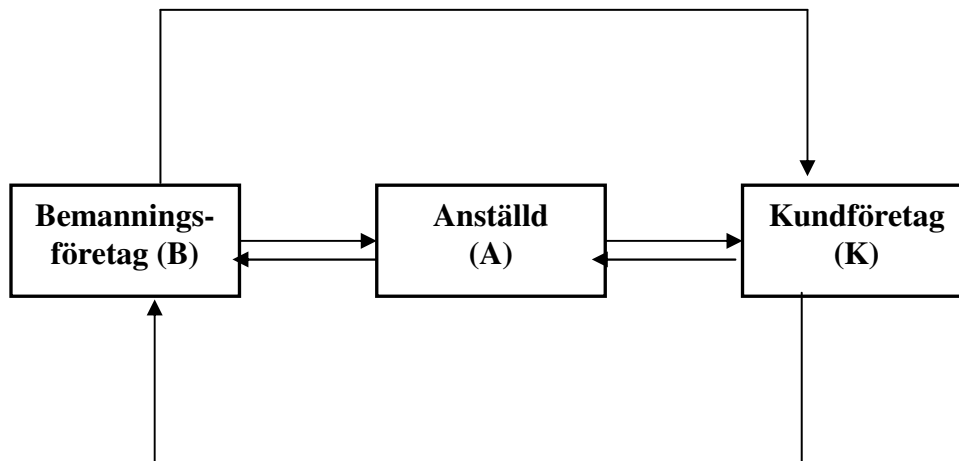 Bemannings-
företag (B)
Anställd
(A)
Kundföretag
(K)